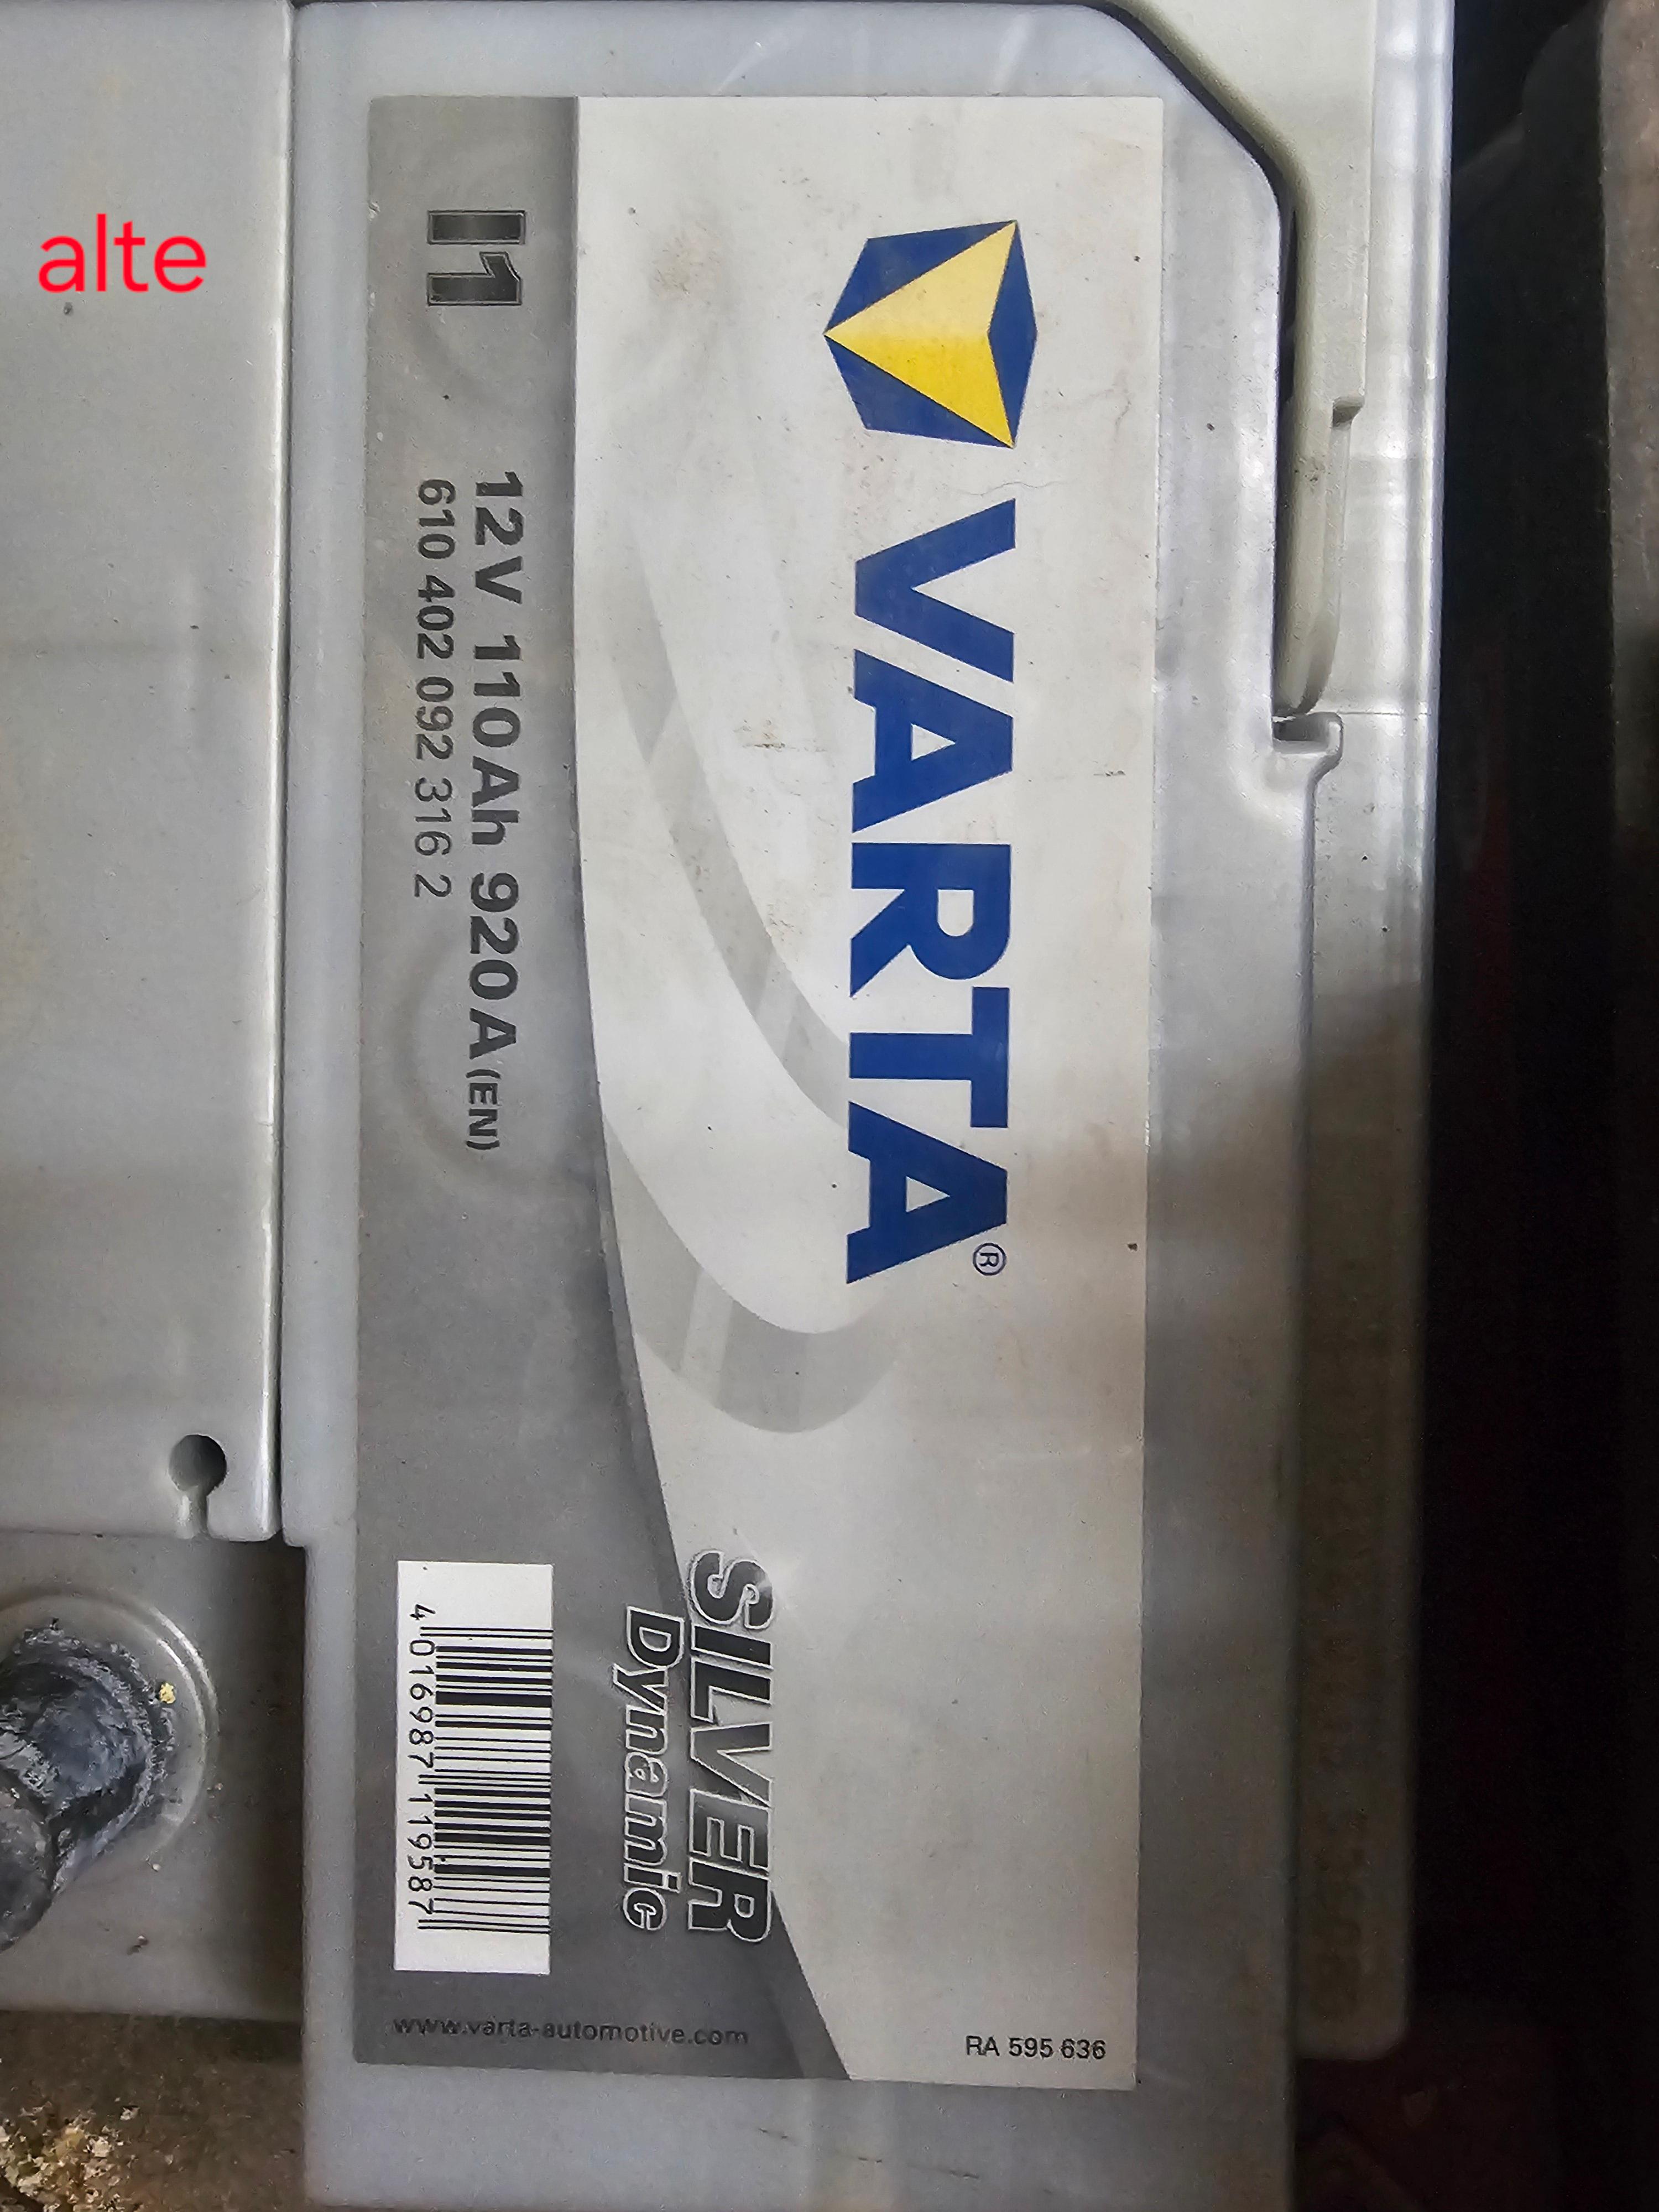 alte
VARTA®
SILVER
Dynamic
I1
12V 110Ah 920A (EN)
610 402 092 316 2
4 016987 119587
www.varta-automotive.com
RA 595 636